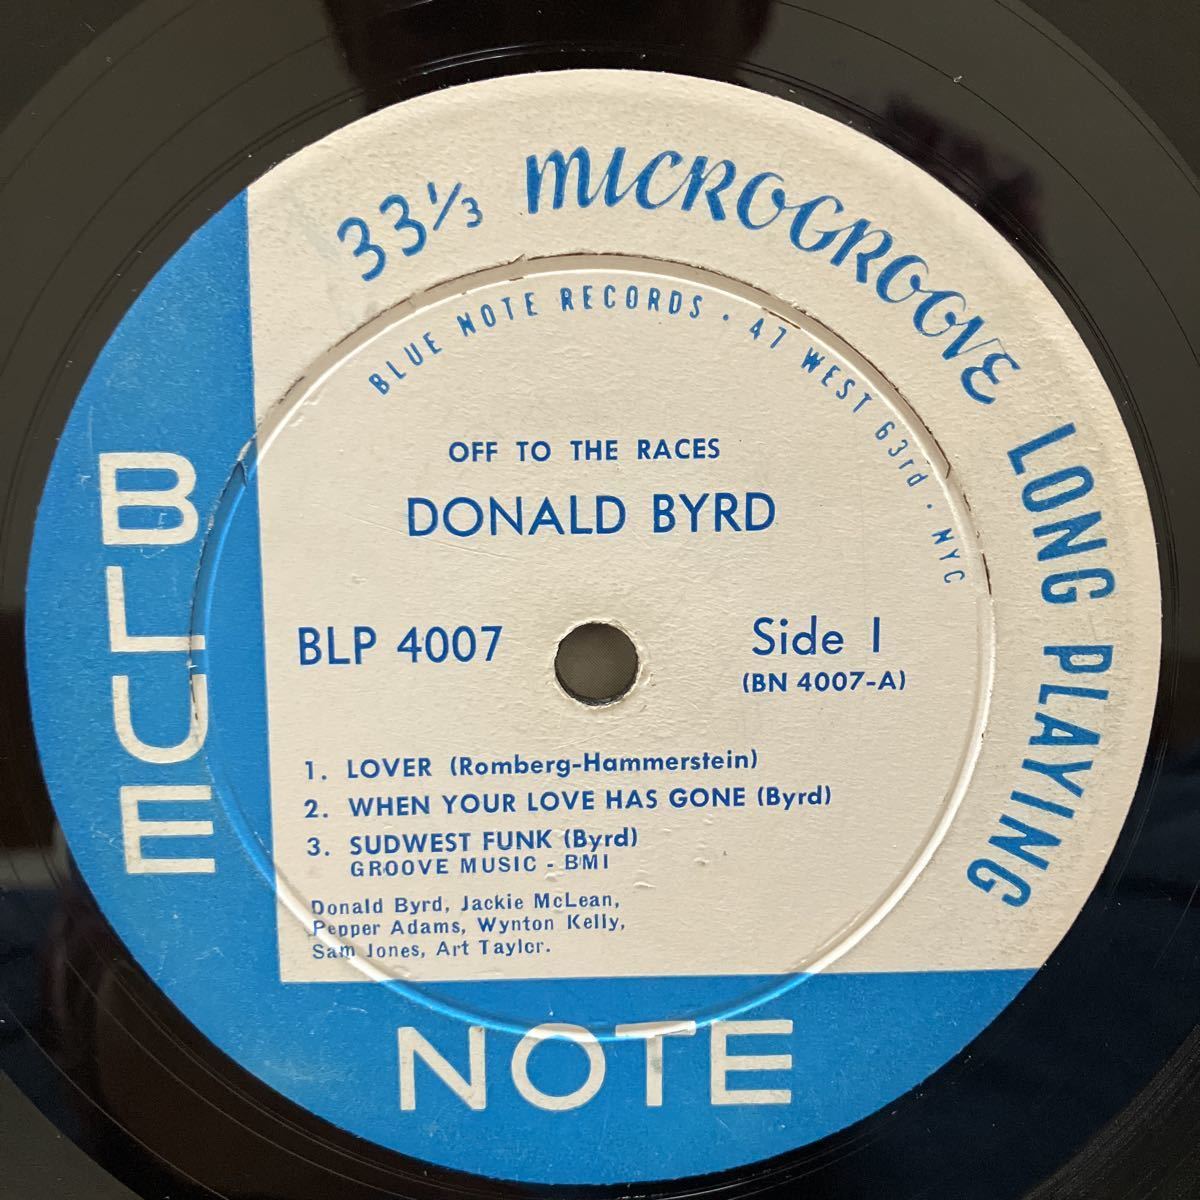 33⅓ MICROGROOVE LONG PLAYING
BLUE NOTE RECORDS · 47 WEST 63rd · NYC
OFF TO THE RACES
DONALD BYRD
BLP 4007
Side 1
(BN 4007-A)
1. LOVER (Romberg-Hammerstein)
2. WHEN YOUR LOVE HAS GONE (Byrd)
3. SUDWEST FUNK (Byrd)
GROOVE MUSIC - BMI
Donald Byrd, Jackie McLean,
Pepper Adams, Wynton Kelly,
Sam Jones, Art Taylor.
BLUE
NOTE